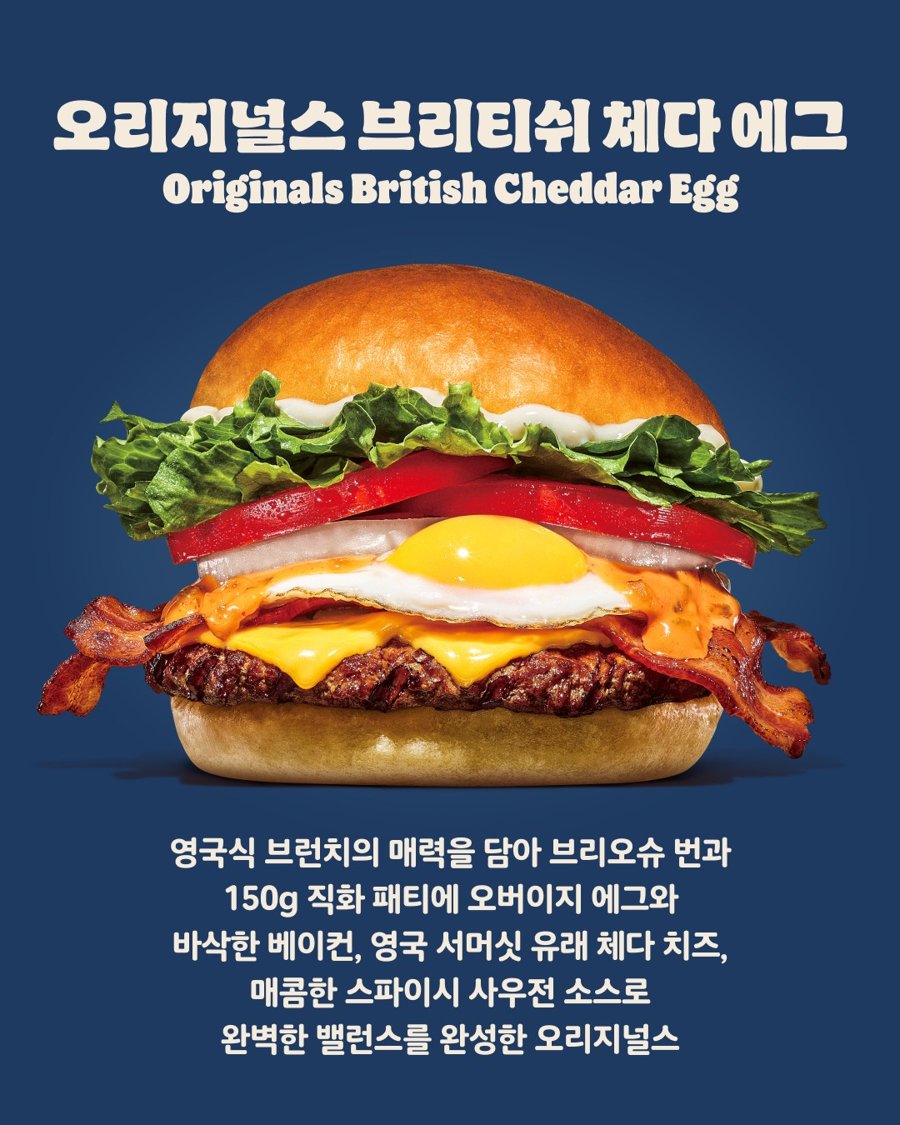 오리지널스 브리티쉬 체다 에그
Originals British Cheddar Egg
영국식 브런치의 매력을 담아 브리오슈 번과
150g 직화 패티에 오버이지 에그와
바삭한 베이컨, 영국 서머싯 유래 체다 치즈,
매콤한 스파이시 사우전 소스로
완벽한 밸런스를 완성한 오리지널스